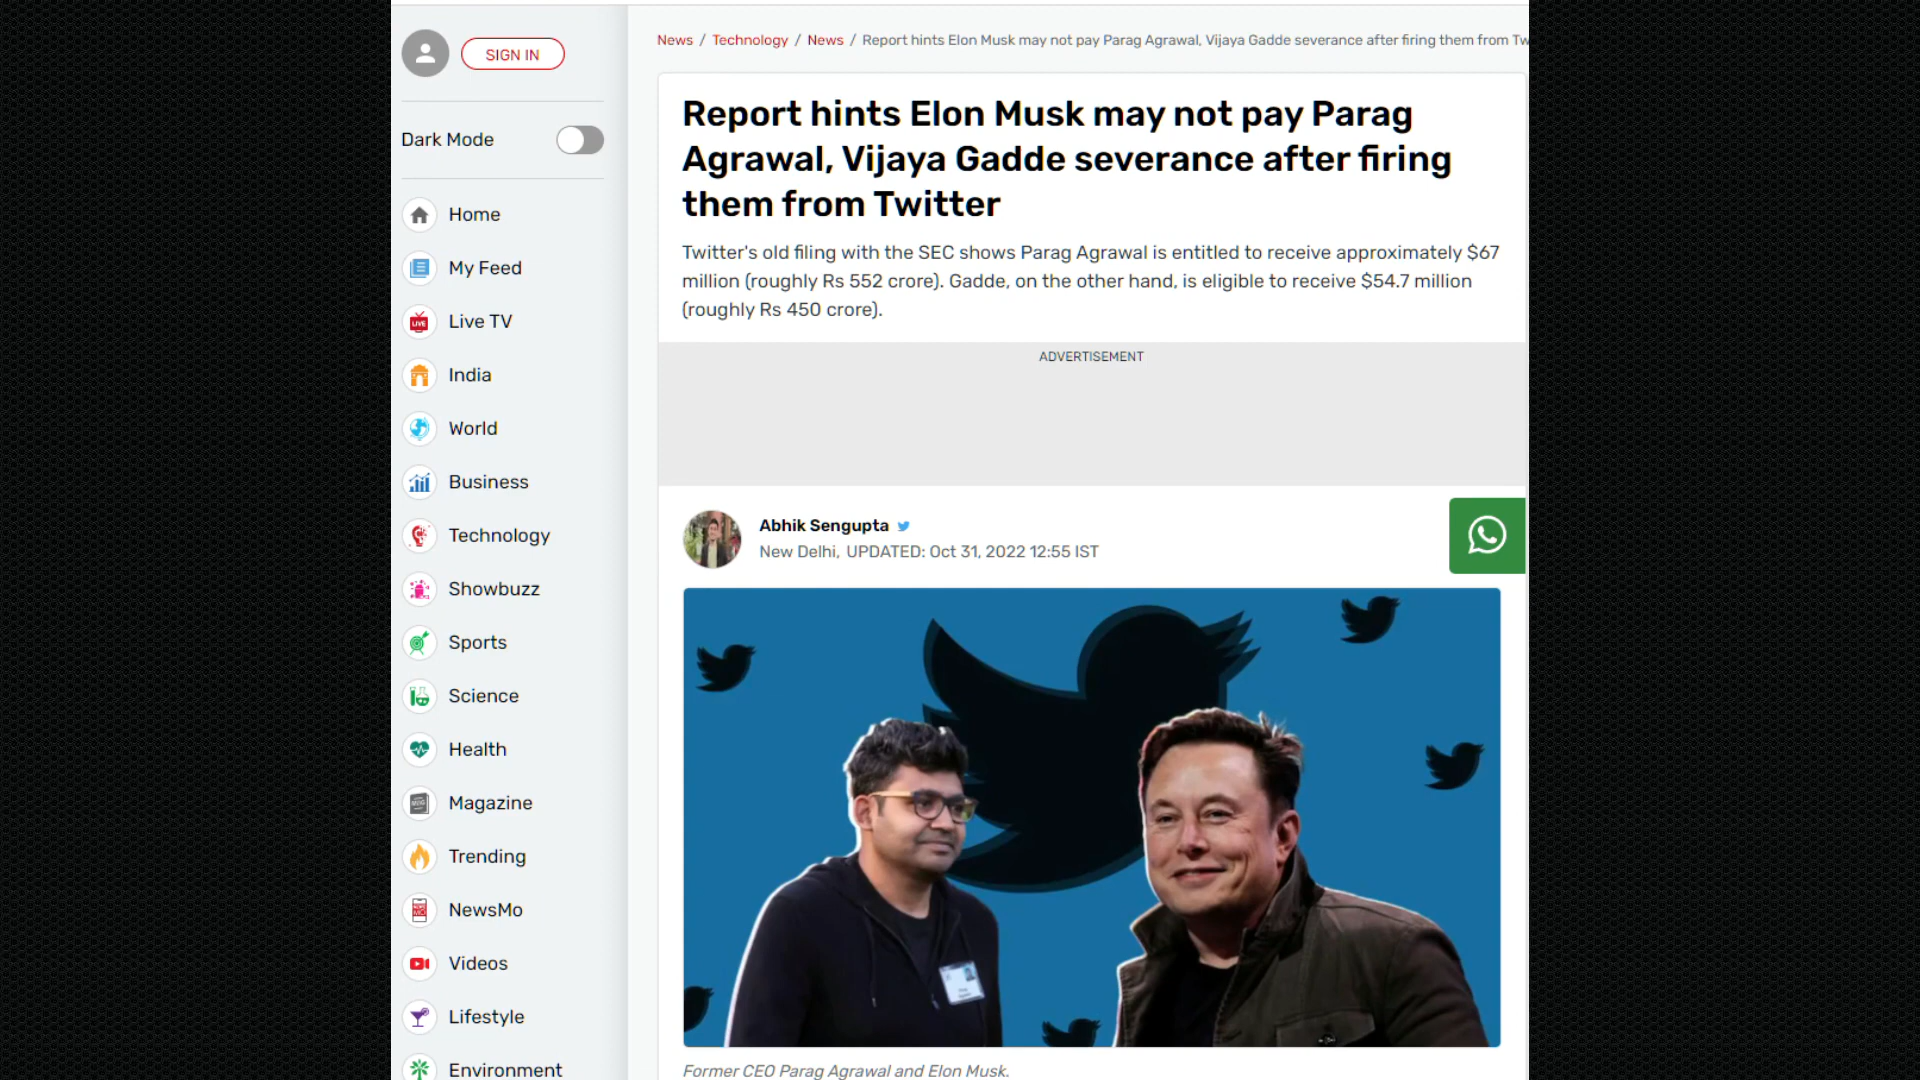 SIGN IN
Dark Mode
Home
My Feed
LIVE
Live TV
India
World
Business
Technology
Showbuzz
Sports
Science
Health
Magazine
Trending
NewsMo
Videos
Lifestyle
Environment
News / Technology / News / Report hints Elon Musk may not pay Parag Agrawal, Vijaya Gadde severance after firing them from Tw
Report hints Elon Musk may not pay Parag
Agrawal, Vijaya Gadde severance after firing
them from Twitter
Twitter's old filing with the SEC shows Parag Agrawal is entitled to receive approximately $67
million (roughly Rs 552 crore). Gadde, on the other hand, is eligible to receive $54.7 million
(roughly Rs 450 crore).
ADVERTISEMENT
Abhik Sengupta
New Delhi, UPDATED: Oct 31, 2022 12:55 IST
Former CEO Parag Agrawal and Elon Musk.